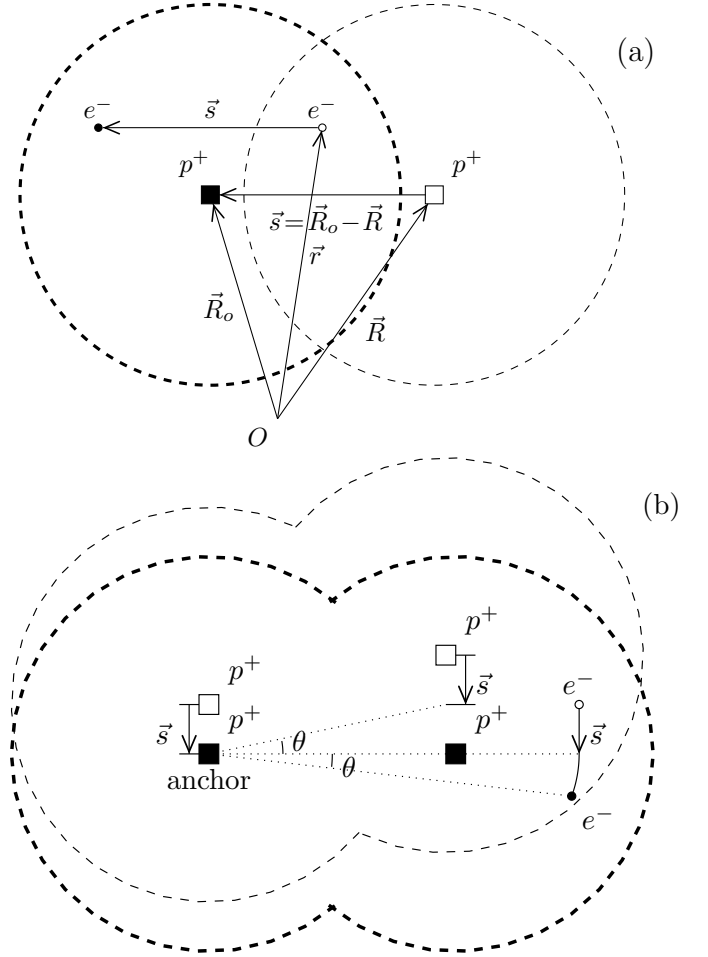 (a)
e⁻ s⃗ e⁻
p⁺ p⁺
s⃗=R⃗ₒ−R⃗
r⃗
R⃗ₒ R⃗
O
(b)
p⁺
p⁺
s⃗ e⁻
s⃗ p⁺ θ p⁺ s⃗
θ
anchor
e⁻